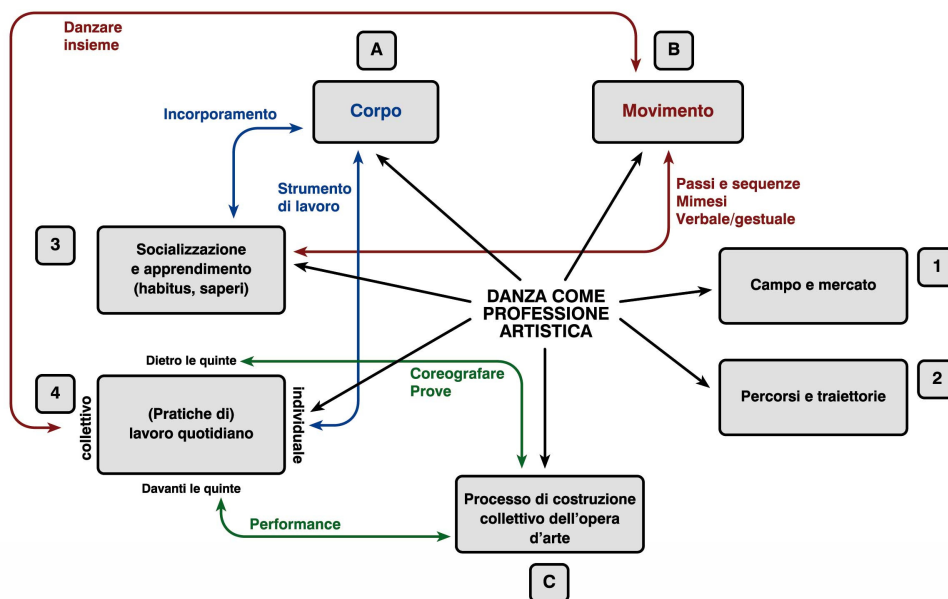 Danzare
insieme
A
B
Corpo
Movimento
Incorporamento
Strumento
di lavoro
Passi e sequenze
Mimesi
Verbale/gestuale
3
Socializzazione
e apprendimento
(habitus, saperi)
1
Campo e mercato
DANZA COME
PROFESSIONE
ARTISTICA
2
Percorsi e traiettorie
Dietro le quinte
Coreografare
Prove
4
collettivo
(Pratiche di)
lavoro quotidiano
individuale
Davanti le quinte
Performance
Processo di costruzione
collettivo dell'opera
d'arte
C